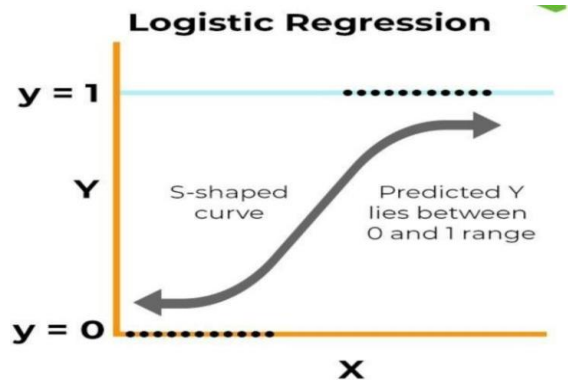 Logistic Regression
y = 1
Y
S-shaped
curve
Predicted Y
lies between
0 and 1 range
y = 0
X